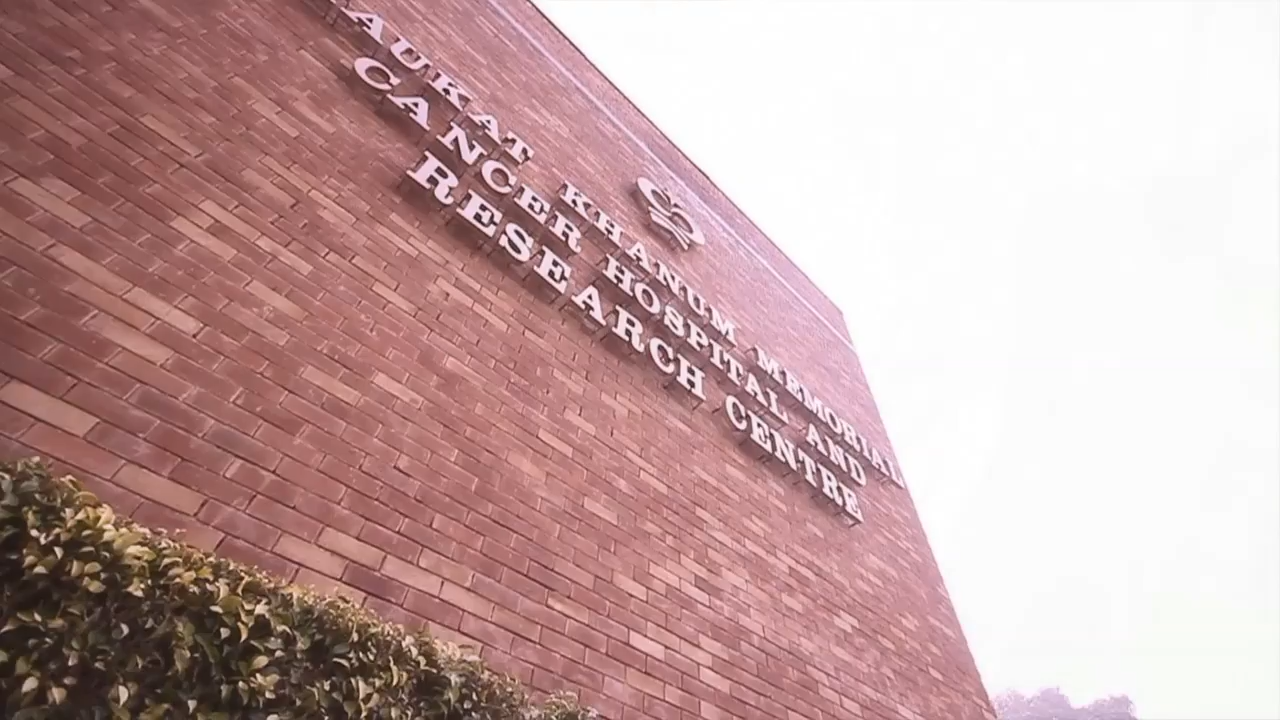 AUKAT KHANUM MEMORIAL
CANCER HOSPITAL AND
RESEARCH CENTRE